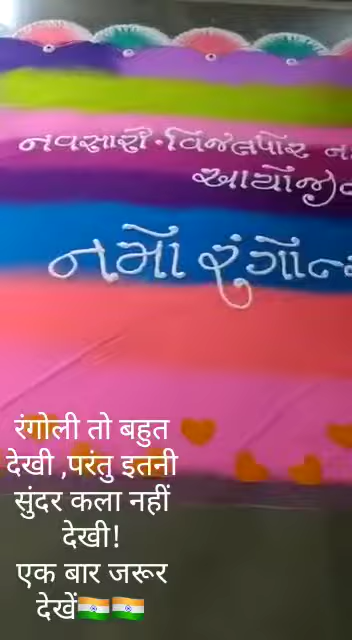 નવસારી-વિજલપોર
આયોજી
નમો રંગો
रंगोली तो बहुत
देखी ,परंतु इतनी
सुंदर कला नहीं
देखी!
एक बार जरूर
देखें🇮🇳🇮🇳